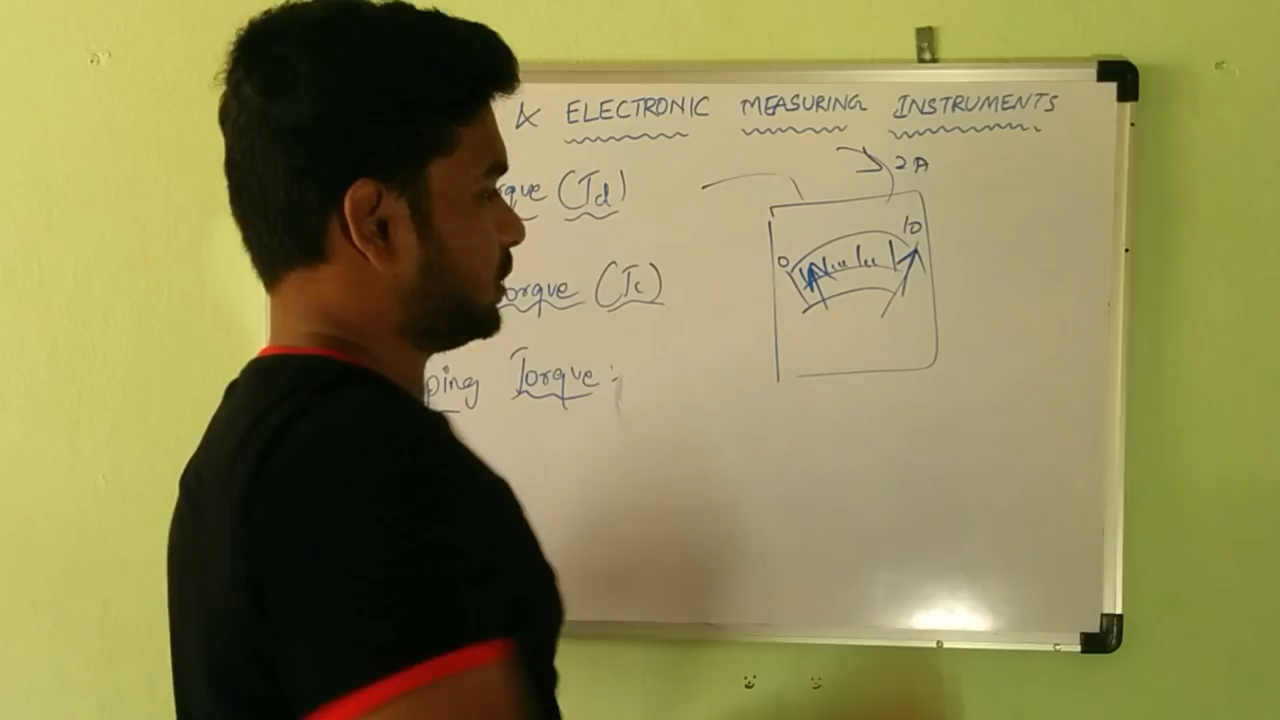 & ELECTRONIC MEASURING INSTRUMENTS
rque (Td)
2A
10
0
orque (Tc)
ping Torque :